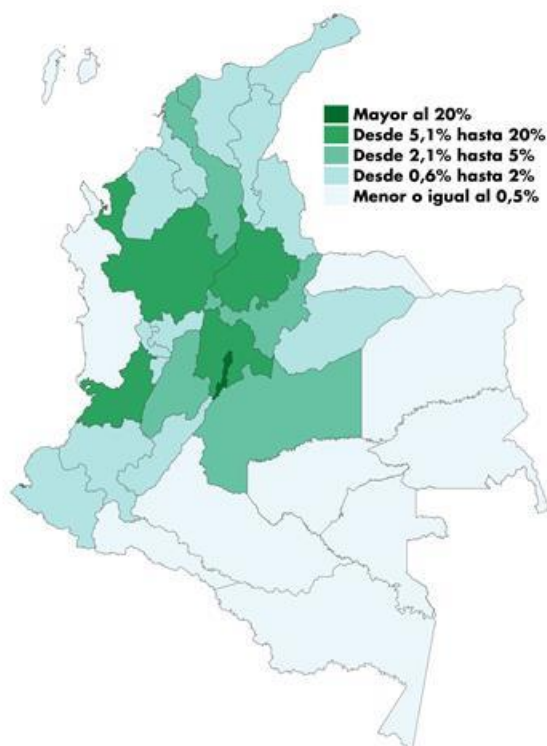 Mayor al 20%
Desde 5,1% hasta 20%
Desde 2,1% hasta 5%
Desde 0,6% hasta 2%
Menor o igual al 0,5%